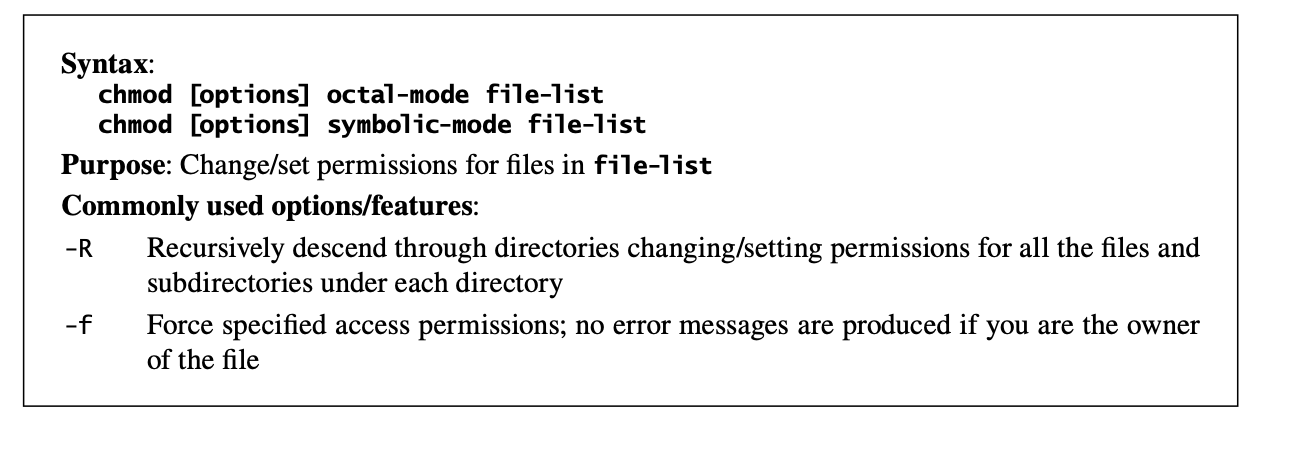 Syntax:
chmod [options] octal-mode file-list
chmod [options] symbolic-mode file-list
Purpose: Change/set permissions for files in file-list
Commonly used options/features:
-R Recursively descend through directories changing/setting permissions for all the files and
subdirectories under each directory
-f Force specified access permissions; no error messages are produced if you are the owner
of the file